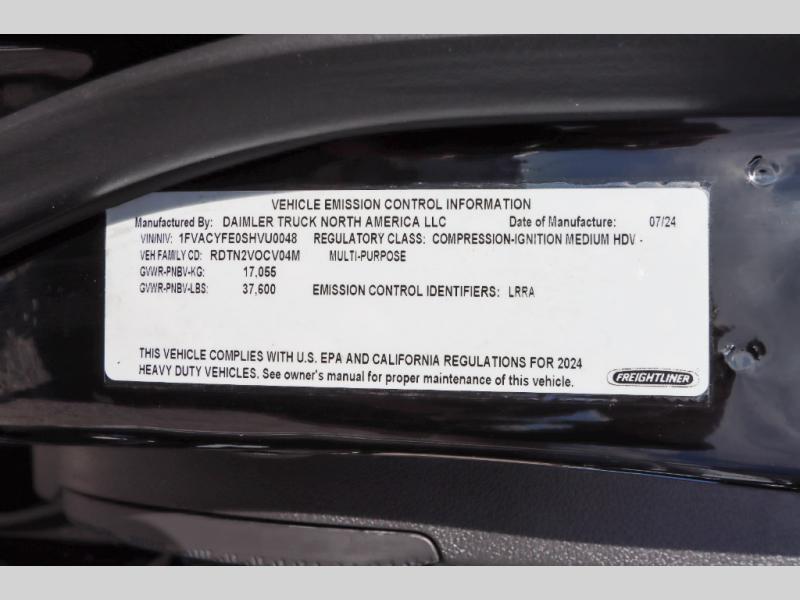 VEHICLE EMISSION CONTROL INFORMATION
Manufactured By: DAIMLER TRUCK NORTH AMERICA LLC Date of Manufacture: 07/24
VIN/NIV: 1FVACYFE0SHVU0048 REGULATORY CLASS: COMPRESSION-IGNITION MEDIUM HDV -
VEH FAMILY CD: RDTN2VOCV04M MULTI-PURPOSE
GVWR-PNBV-KG: 17,055
GVWR-PNBV-LBS: 37,600 EMISSION CONTROL IDENTIFIERS: LRRA
THIS VEHICLE COMPLIES WITH U.S. EPA AND CALIFORNIA REGULATIONS FOR 2024
HEAVY DUTY VEHICLES. See owner's manual for proper maintenance of this vehicle.
FREIGHTLINER